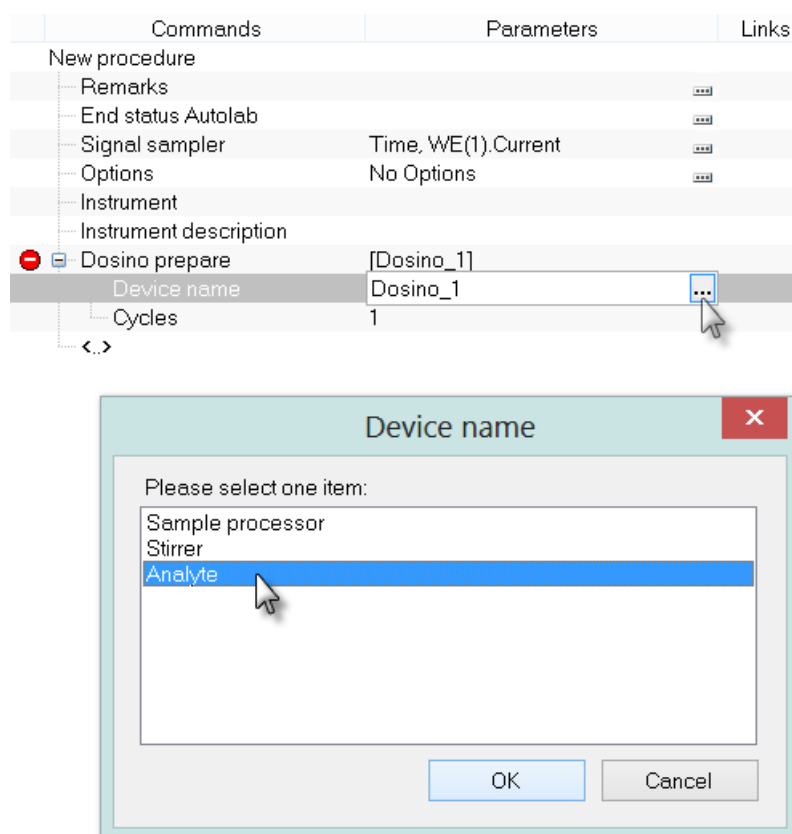 Commands Parameters Links
New procedure
Remarks ...
End status Autolab ...
Signal sampler Time, WE(1).Current ...
Options No Options ...
Instrument
Instrument description
Dosino prepare [Dosino_1]
Device name Dosino_1 ...
Cycles 1
<..>
Device name
Please select one item:
Sample processor
Stirrer
Analyte
OK Cancel